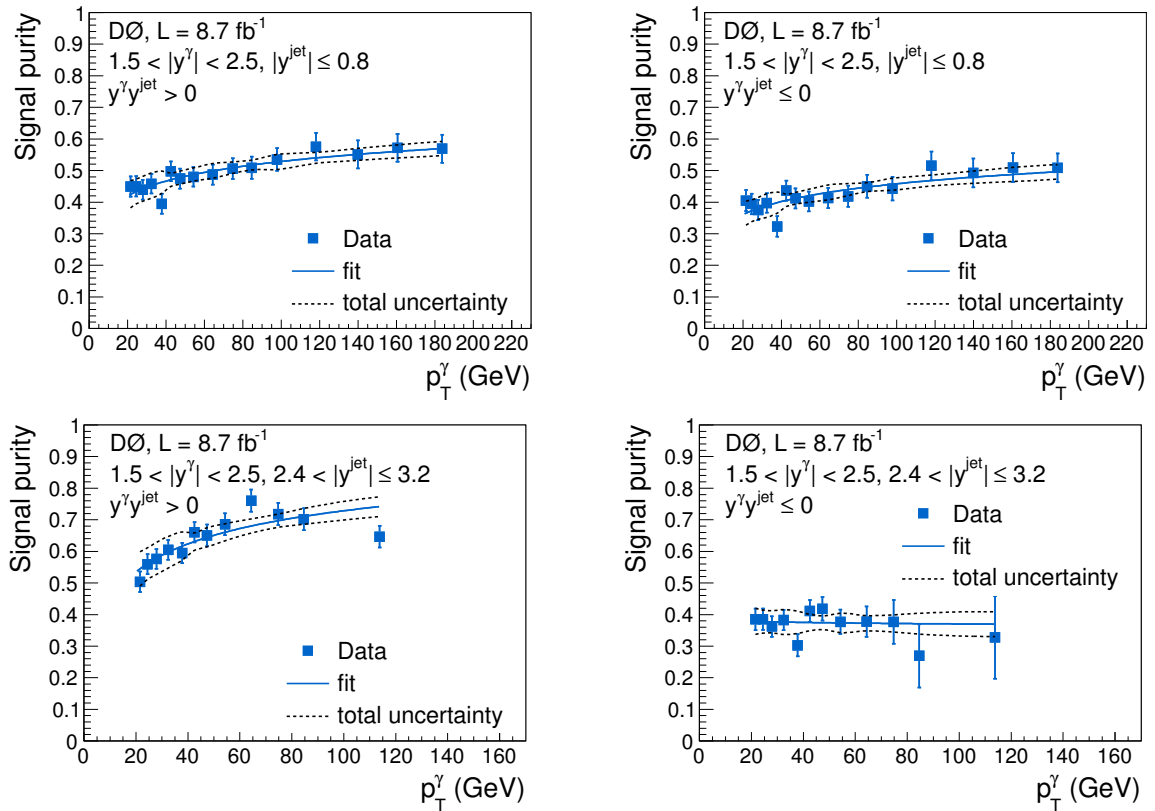 Signal purity
1
0.9
0.8
0.7
0.6
0.5
0.4
0.3
0.2
0.1
0
DØ, L = 8.7 fb⁻¹
1.5 < |y^γ| < 2.5, |y^jet| ≤ 0.8
y^γ y^jet > 0
Data
fit
total uncertainty
0 20 40 60 80 100 120 140 160 180 200 220
p_T^γ (GeV)
Signal purity
1
0.9
0.8
0.7
0.6
0.5
0.4
0.3
0.2
0.1
0
DØ, L = 8.7 fb⁻¹
1.5 < |y^γ| < 2.5, |y^jet| ≤ 0.8
y^γ y^jet ≤ 0
Data
fit
total uncertainty
0 20 40 60 80 100 120 140 160 180 200 220
p_T^γ (GeV)
Signal purity
1
0.9
0.8
0.7
0.6
0.5
0.4
0.3
0.2
0.1
0
DØ, L = 8.7 fb⁻¹
1.5 < |y^γ| < 2.5, 2.4 < |y^jet| ≤ 3.2
y^γ y^jet > 0
Data
fit
total uncertainty
0 20 40 60 80 100 120 140 160
p_T^γ (GeV)
Signal purity
1
0.9
0.8
0.7
0.6
0.5
0.4
0.3
0.2
0.1
0
DØ, L = 8.7 fb⁻¹
1.5 < |y^γ| < 2.5, 2.4 < |y^jet| ≤ 3.2
y^γ y^jet ≤ 0
Data
fit
total uncertainty
0 20 40 60 80 100 120 140 160
p_T^γ (GeV)